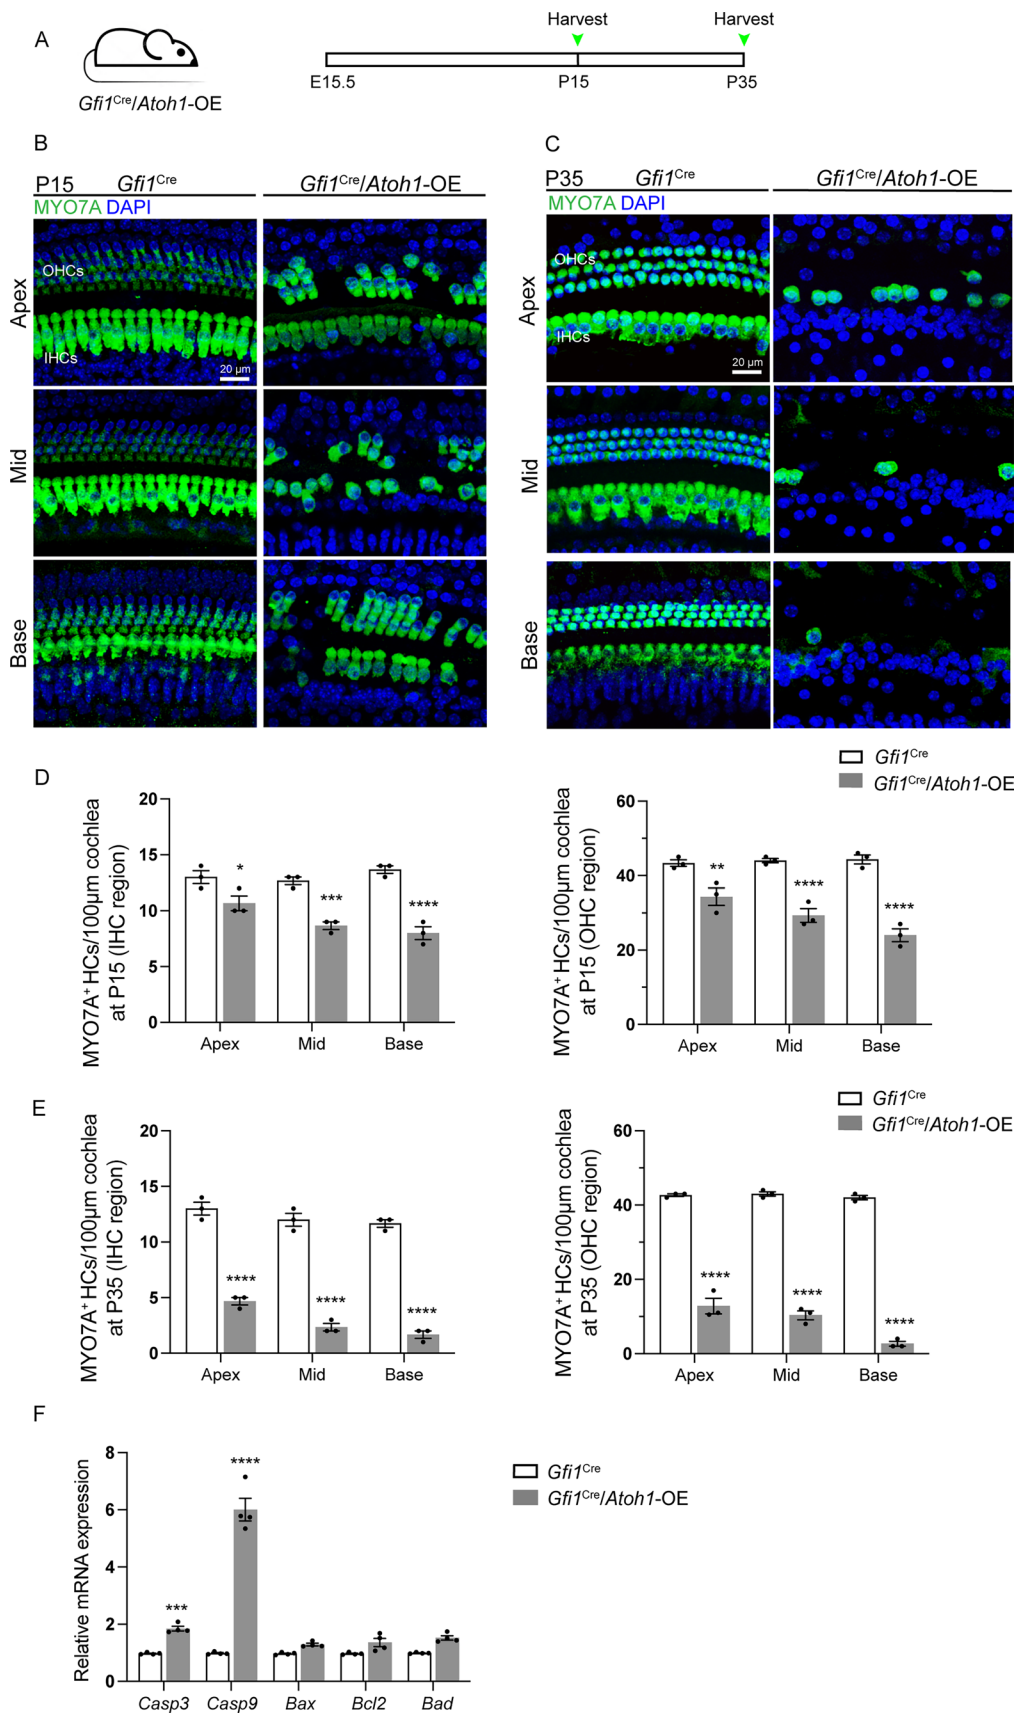 A
Gfi1Cre/Atoh1-OE
Harvest Harvest
E15.5 P15 P35
B
P15 Gfi1Cre Gfi1Cre/Atoh1-OE
MYO7A DAPI
Apex
OHCs
IHCs
20 µm
Mid
Base
C
P35 Gfi1Cre Gfi1Cre/Atoh1-OE
MYO7A DAPI
Apex
OHCs
IHCs
20 µm
Mid
Base
D
MYO7A+ HCs/100µm cochlea
at P15 (IHC region)
20
15
10
5
0
* *** ****
Apex Mid Base
Gfi1Cre
Gfi1Cre/Atoh1-OE
MYO7A+ HCs/100µm cochlea
at P15 (OHC region)
60
40
20
0
** **** ****
Apex Mid Base
E
MYO7A+ HCs/100µm cochlea
at P35 (IHC region)
20
15
10
5
0
**** **** ****
Apex Mid Base
Gfi1Cre
Gfi1Cre/Atoh1-OE
MYO7A+ HCs/100µm cochlea
at P35 (OHC region)
60
40
20
0
**** **** ****
Apex Mid Base
F
Relative mRNA expression
8
6
4
2
0
*** ****
Casp3 Casp9 Bax Bcl2 Bad
Gfi1Cre
Gfi1Cre/Atoh1-OE